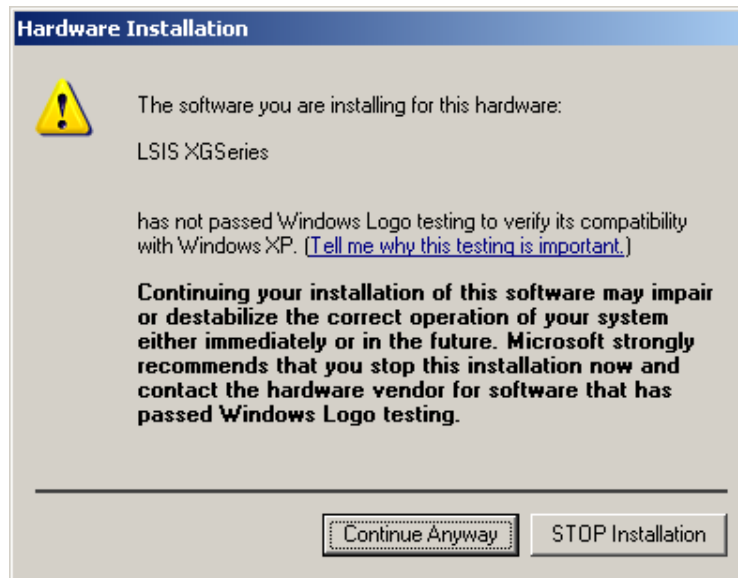 Hardware Installation
The software you are installing for this hardware:
LSIS XGSeries
has not passed Windows Logo testing to verify its compatibility
with Windows XP. (Tell me why this testing is important.)
Continuing your installation of this software may impair
or destabilize the correct operation of your system
either immediately or in the future. Microsoft strongly
recommends that you stop this installation now and
contact the hardware vendor for software that has
passed Windows Logo testing.
Continue Anyway STOP Installation